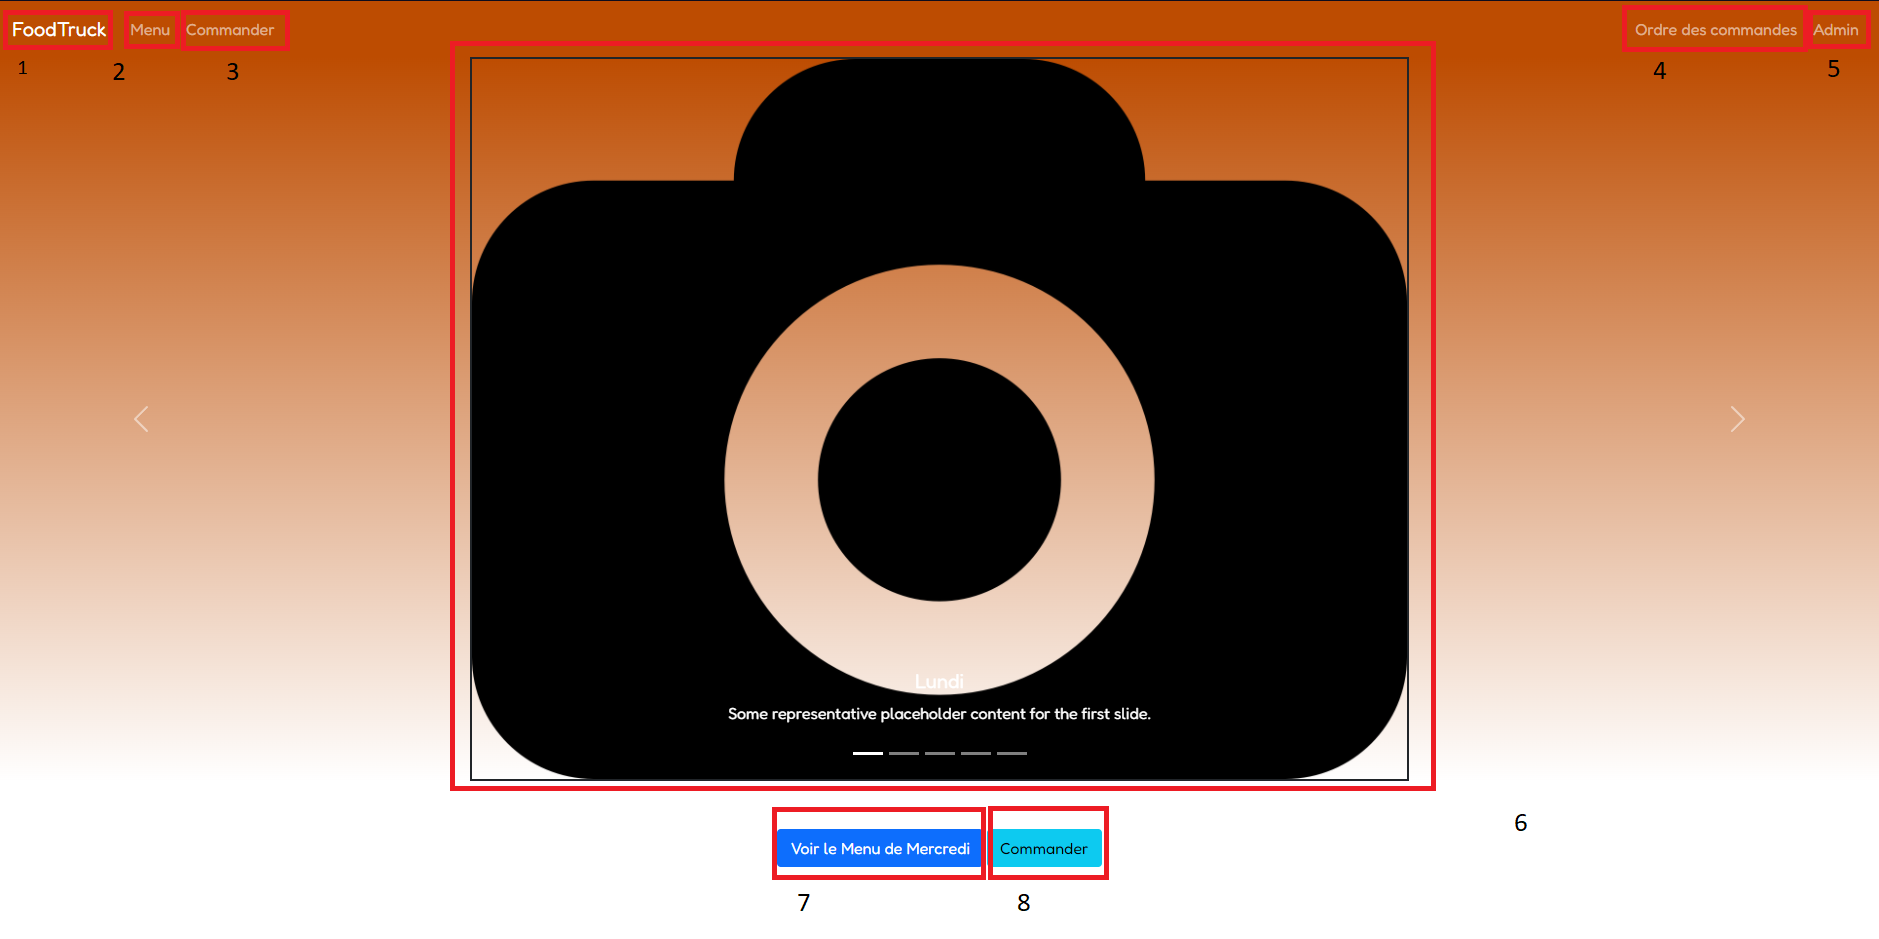 FoodTruck Menu Commander Ordre des commandes Admin
1 2 3 4 5
Lundi
Some representative placeholder content for the first slide.
6
Voir le Menu de Mercredi Commander
7 8